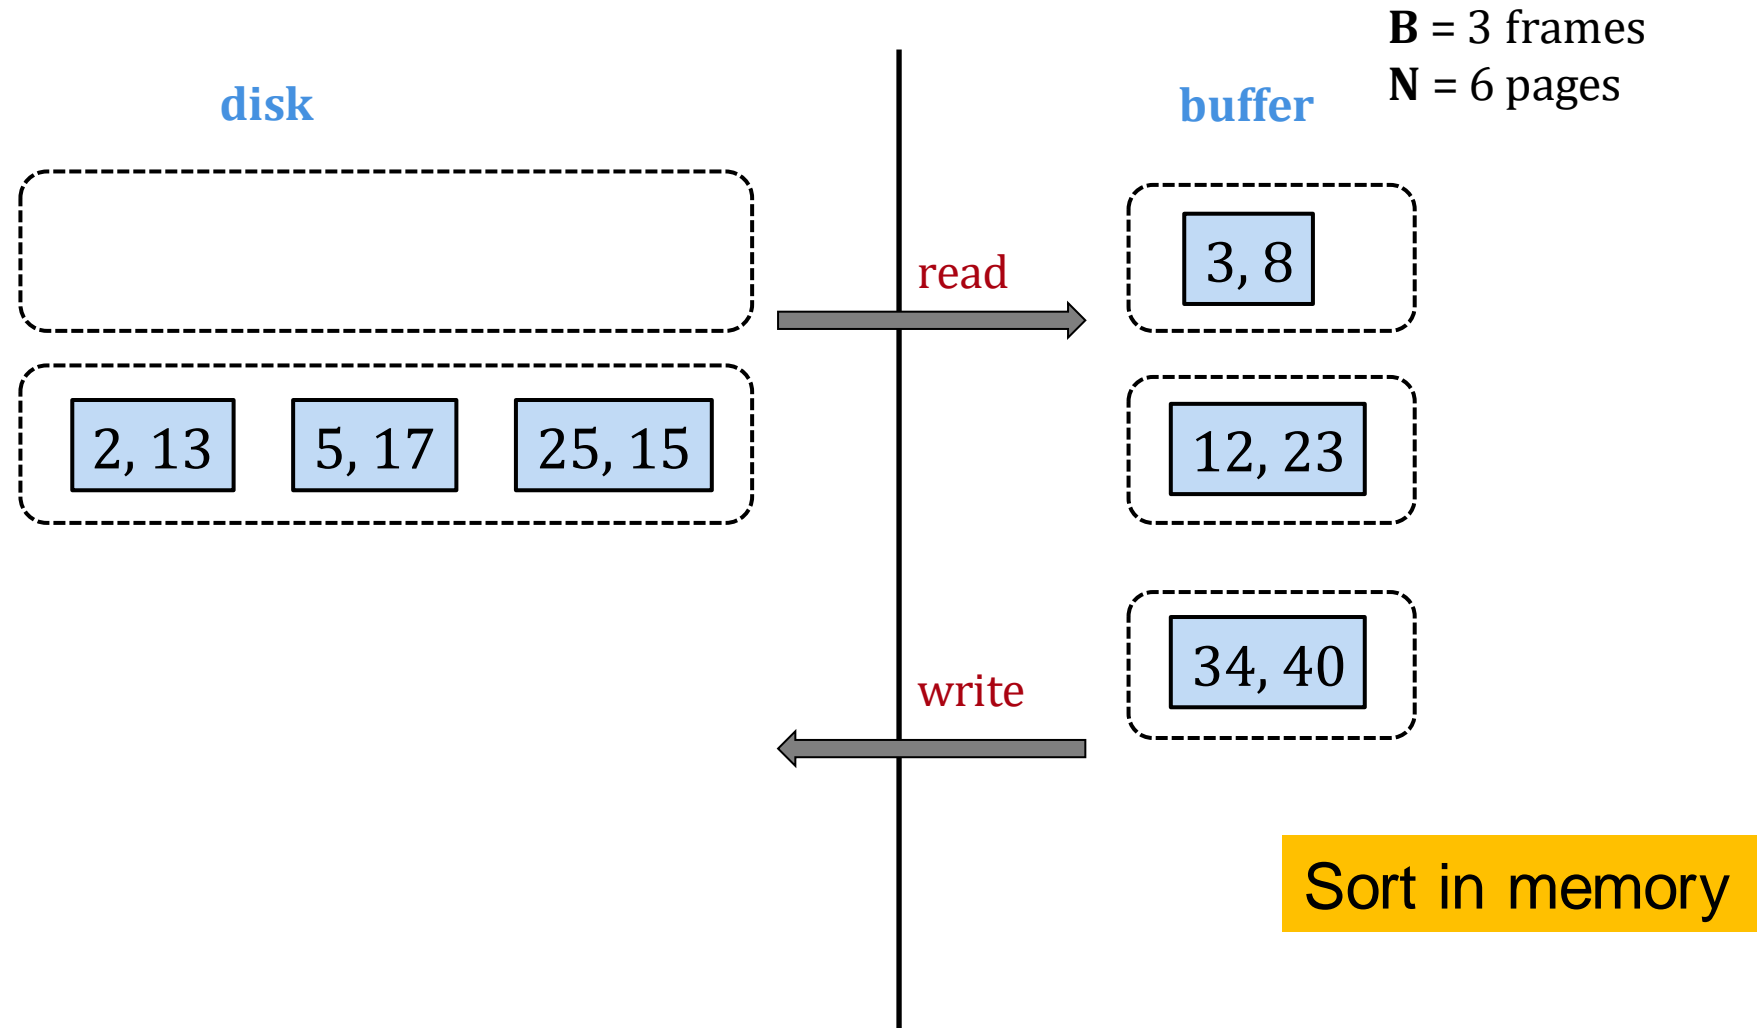 B = 3 frames
N = 6 pages
disk
buffer
read
3, 8
2, 13
5, 17
25, 15
12, 23
write
34, 40
Sort in memory